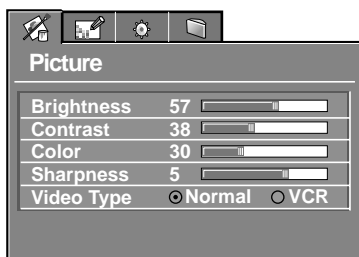 Picture
Brightness 57
Contrast 38
Color 30
Sharpness 5
Video Type Normal VCR